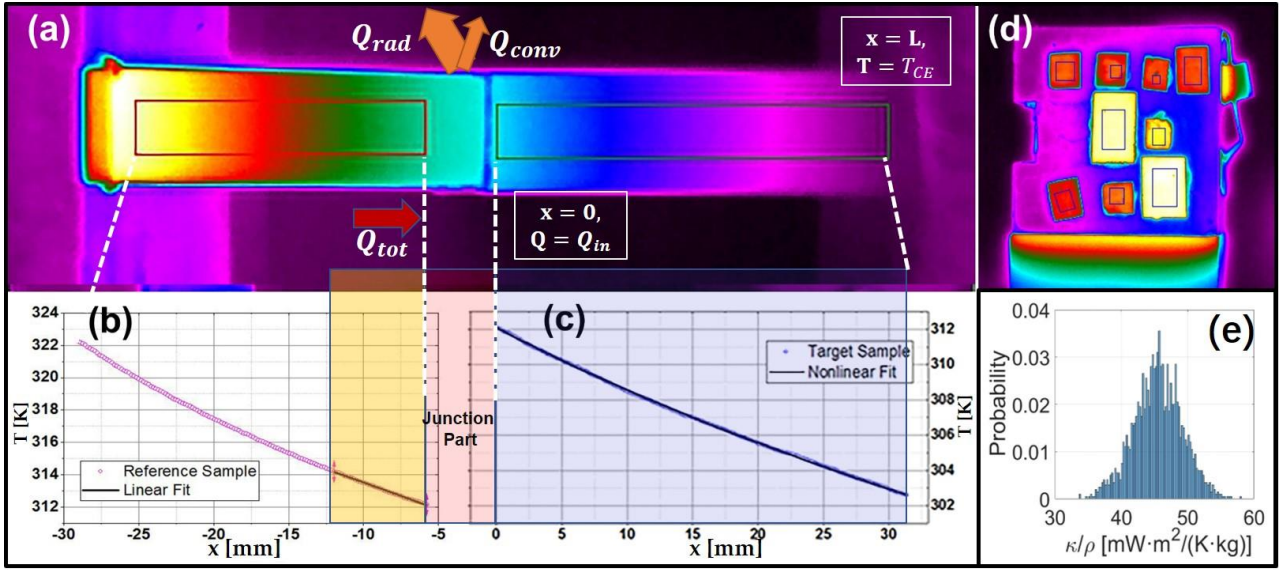 (a)
Q_rad
Q_conv
x = L,
T = T_CE
(d)
Q_tot
x = 0,
Q = Q_in
(b)
324
322
320
318
316
314
312
T [K]
Reference Sample
Linear Fit
-30 -25 -20 -15 -10 -5
x [mm]
Junction
Part
(c)
Target Sample
Nonlinear Fit
312
310
308
306
304
302
T [K]
0 5 10 15 20 25 30
x [mm]
(e)
0.04
0.03
0.02
0.01
0
Probability
30 40 50 60
κ/ρ [mW·m²/(K·kg)]